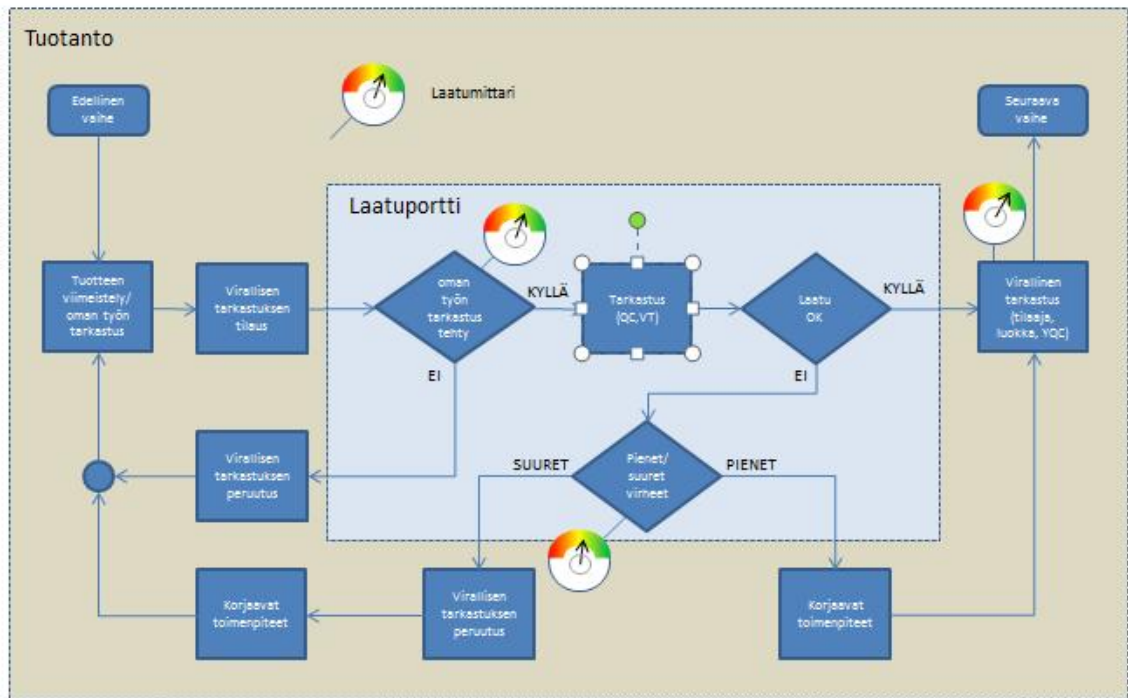 Tuotanto
Laatumittari
Edellinen
vaihe
Seuraava
vaihe
Laatuportti
Tuotteen
viimeistely/
oman työn
tarkastus
Virallisen
tarkastuksen
tilaus
oman
työn
tarkastus
tehty
KYLLÄ
Tarkastus
(QC,VT)
Laatu
OK
KYLLÄ
Virallinen
tarkastus
(tilaaja,
luokka, YQC)
EI
EI
Virallisen
tarkastuksen
peruutus
SUURET
Pienet/
suuret
virheet
PIENET
Korjaavat
toimenpiteet
Virallisen
tarkastuksen
peruutus
Korjaavat
toimenpiteet